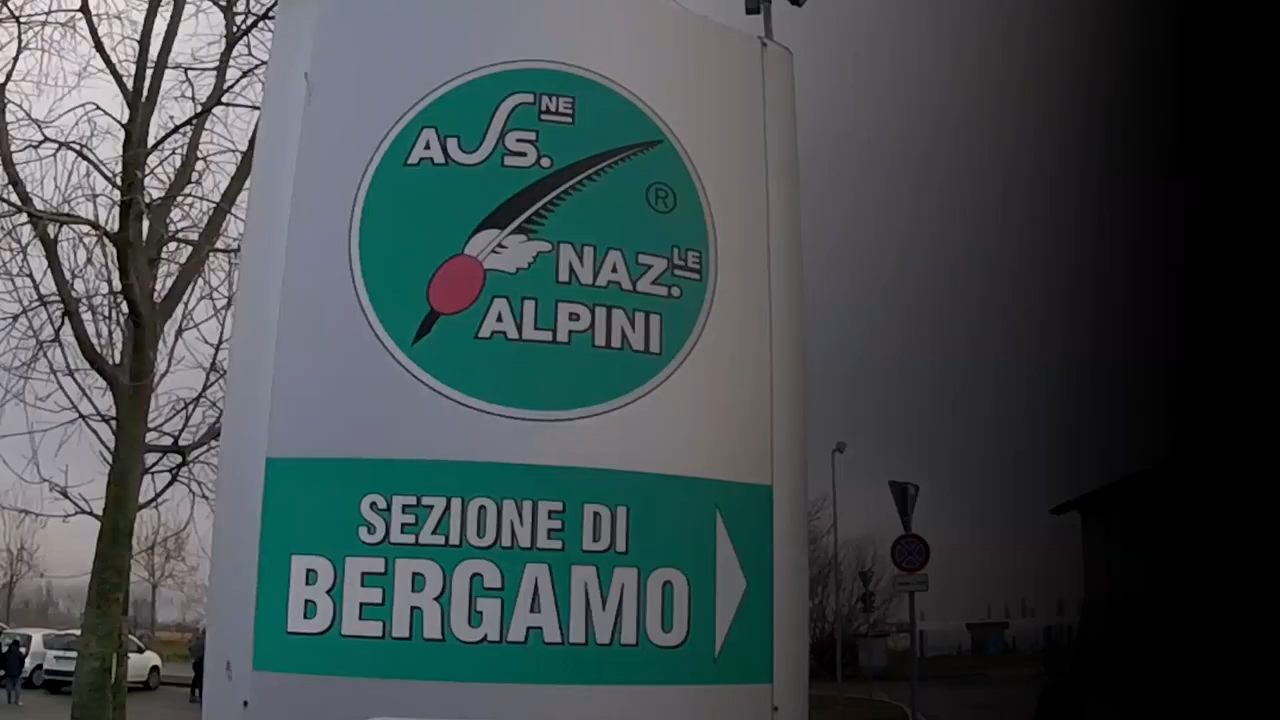 ASS.NE
®
NAZ.LE
ALPINI
SEZIONE DI
BERGAMO